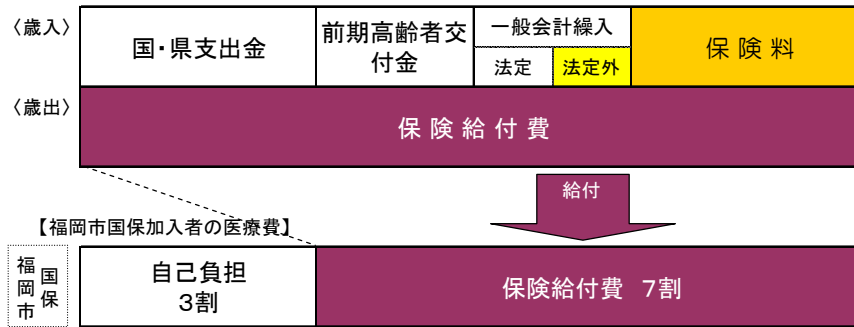 〈歳入〉
国・県支出金
前期高齢者交
付金
一般会計繰入
法定
法定外
保 険 料
〈歳出〉
保 険 給 付 費
給付
【福岡市国保加入者の医療費】
福岡市
国保
自己負担
3割
保険給付費 7割